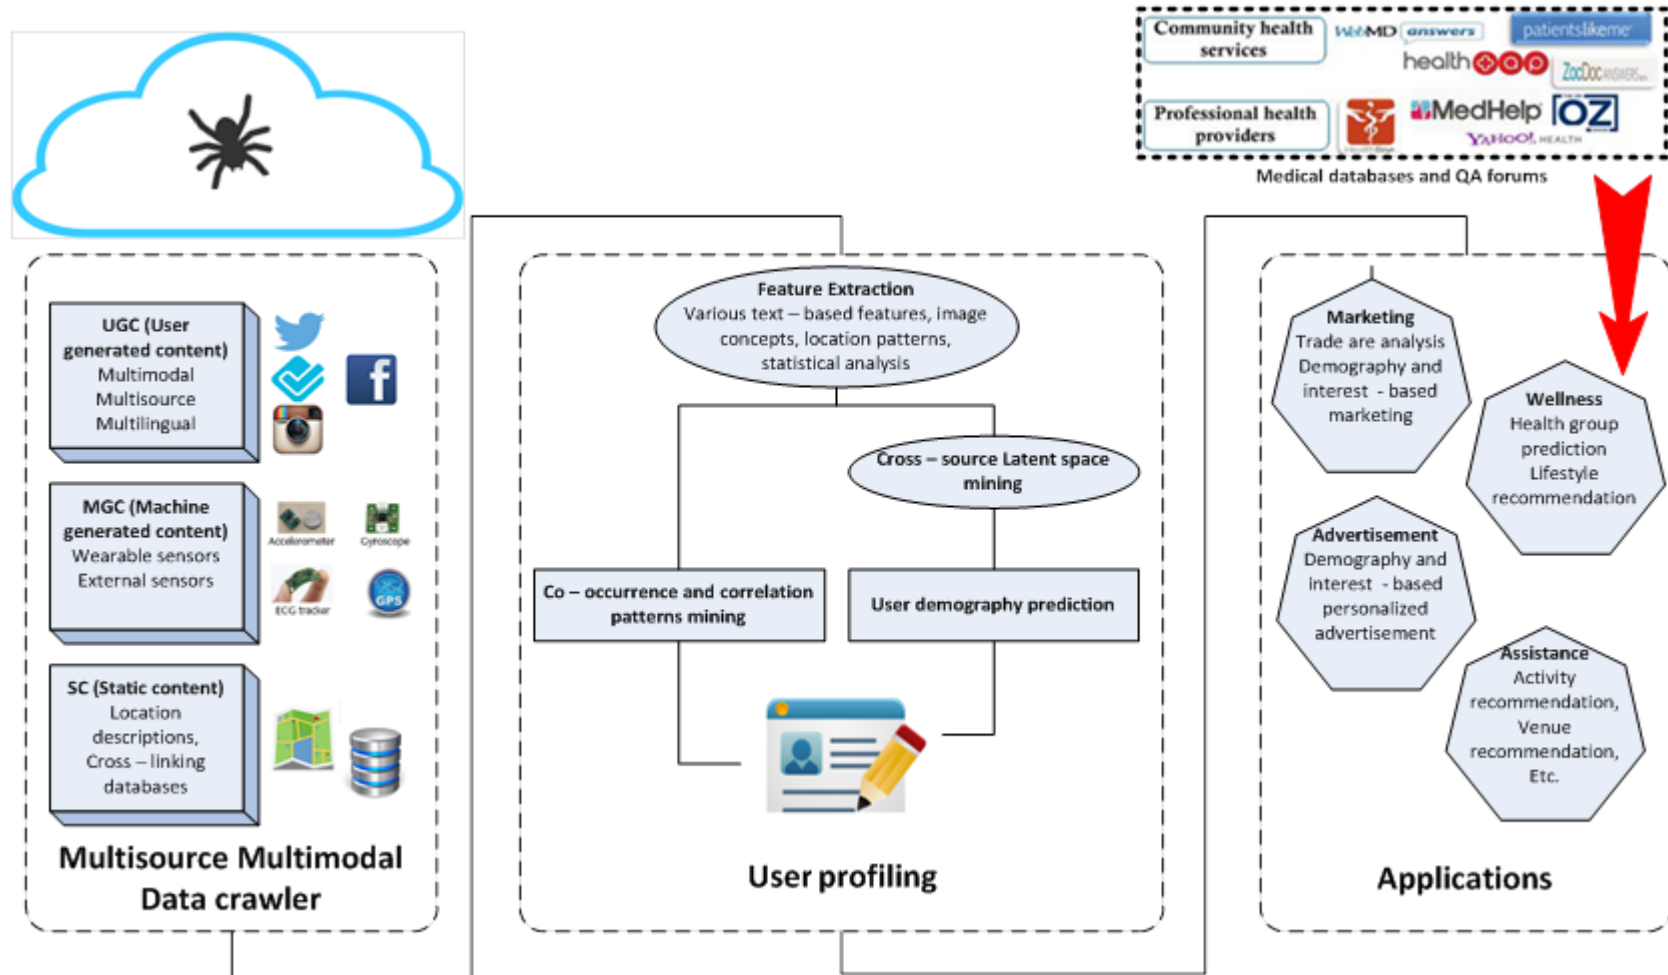 Community health
services
WebMD answers
patientslikeme
health tap
ZocDoc ANSWERS
Professional health
providers
MedHelp
OZ
YAHOO! HEALTH
Medical databases and QA forums
UGC (User
generated content)
Multimodal
Multisource
Multilingual
f
MGC (Machine
generated content)
Wearable sensors
External sensors
Accelerometer
Gyroscope
ECG tracker
GPS
SC (Static content)
Location
descriptions,
Cross – linking
databases
Multisource Multimodal
Data crawler
Feature Extraction
Various text – based features, image
concepts, location patterns,
statistical analysis
Cross – source Latent space
mining
Co – occurrence and correlation
patterns mining
User demography prediction
User profiling
Marketing
Trade are analysis
Demography and
interest - based
marketing
Wellness
Health group
prediction
Lifestyle
recommendation
Advertisement
Demography and
interest - based
personalized
advertisement
Assistance
Activity
recommendation,
Venue
recommendation,
Etc.
Applications